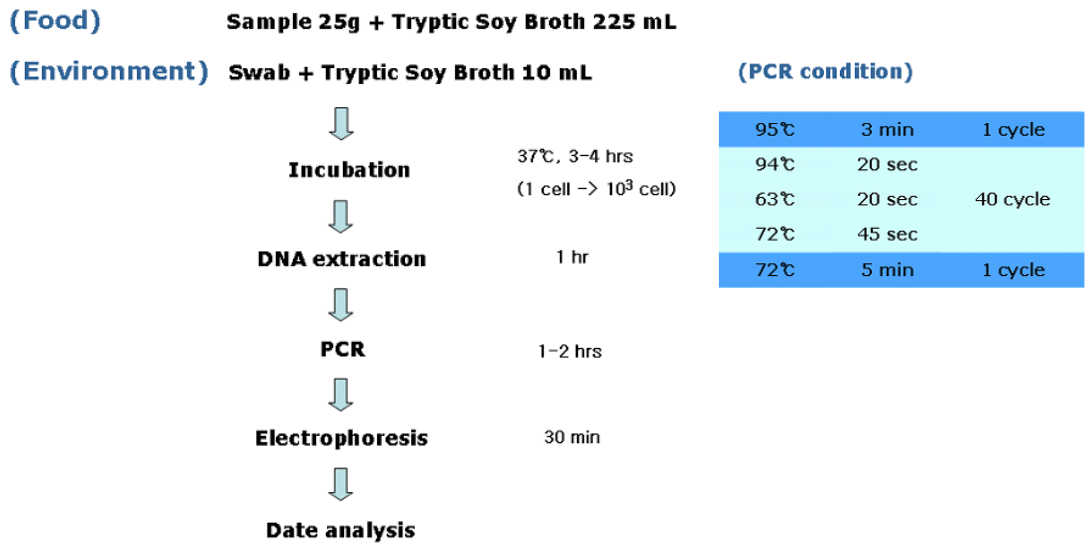 (Food) Sample 25g + Tryptic Soy Broth 225 mL
(Environment) Swab + Tryptic Soy Broth 10 mL
Incubation 37℃, 3-4 hrs
(1 cell -> 10³ cell)
DNA extraction 1 hr
PCR 1-2 hrs
Electrophoresis 30 min
Date analysis
(PCR condition)
95℃ 3 min 1 cycle
94℃ 20 sec
63℃ 20 sec 40 cycle
72℃ 45 sec
72℃ 5 min 1 cycle